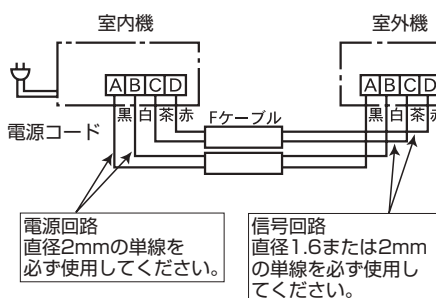 室内機
室外機
A B C D
A B C D
黒 白 茶 赤
Fケーブル
黒 白 茶 赤
電源コード
電源回路
直径2mmの単線を
必ず使用してください。
信号回路
直径1.6または2mm
の単線を必ず使用し
てください。